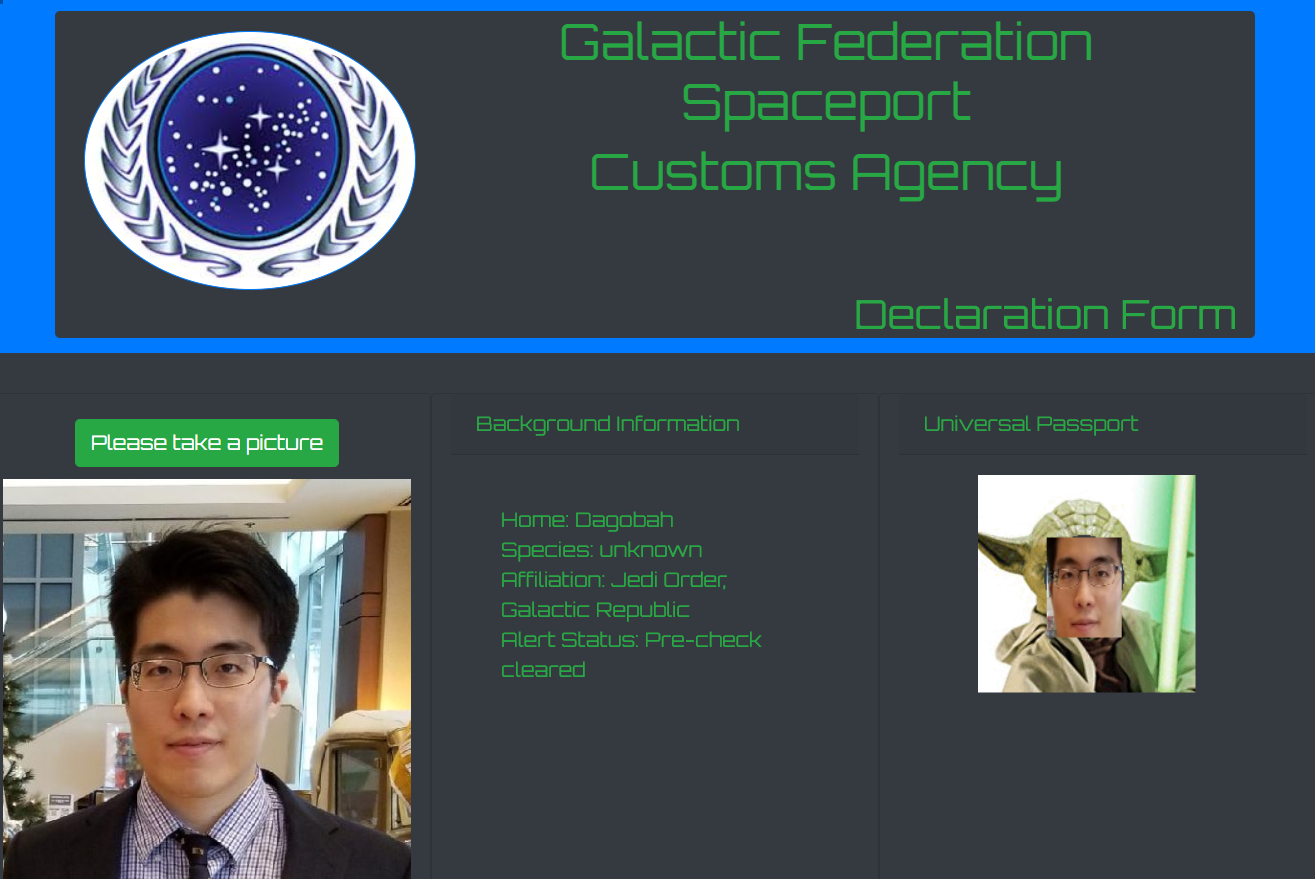 Galactic Federation
Spaceport
Customs Agency
Declaration Form
Please take a picture
Background Information
Home: Dagobah
Species: unknown
Affiliation: Jedi Order,
Galactic Republic
Alert Status: Pre-check
cleared
Universal Passport